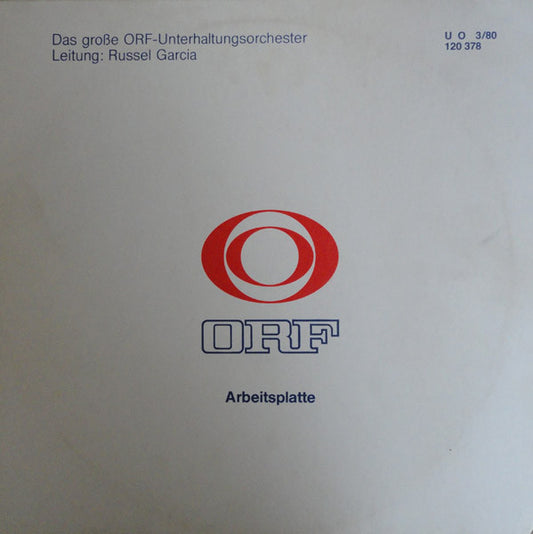 Das große ORF-Unterhaltungsorchester
Leitung: Russel Garcia
U O 3/80
120 378
ORF
Arbeitsplatte